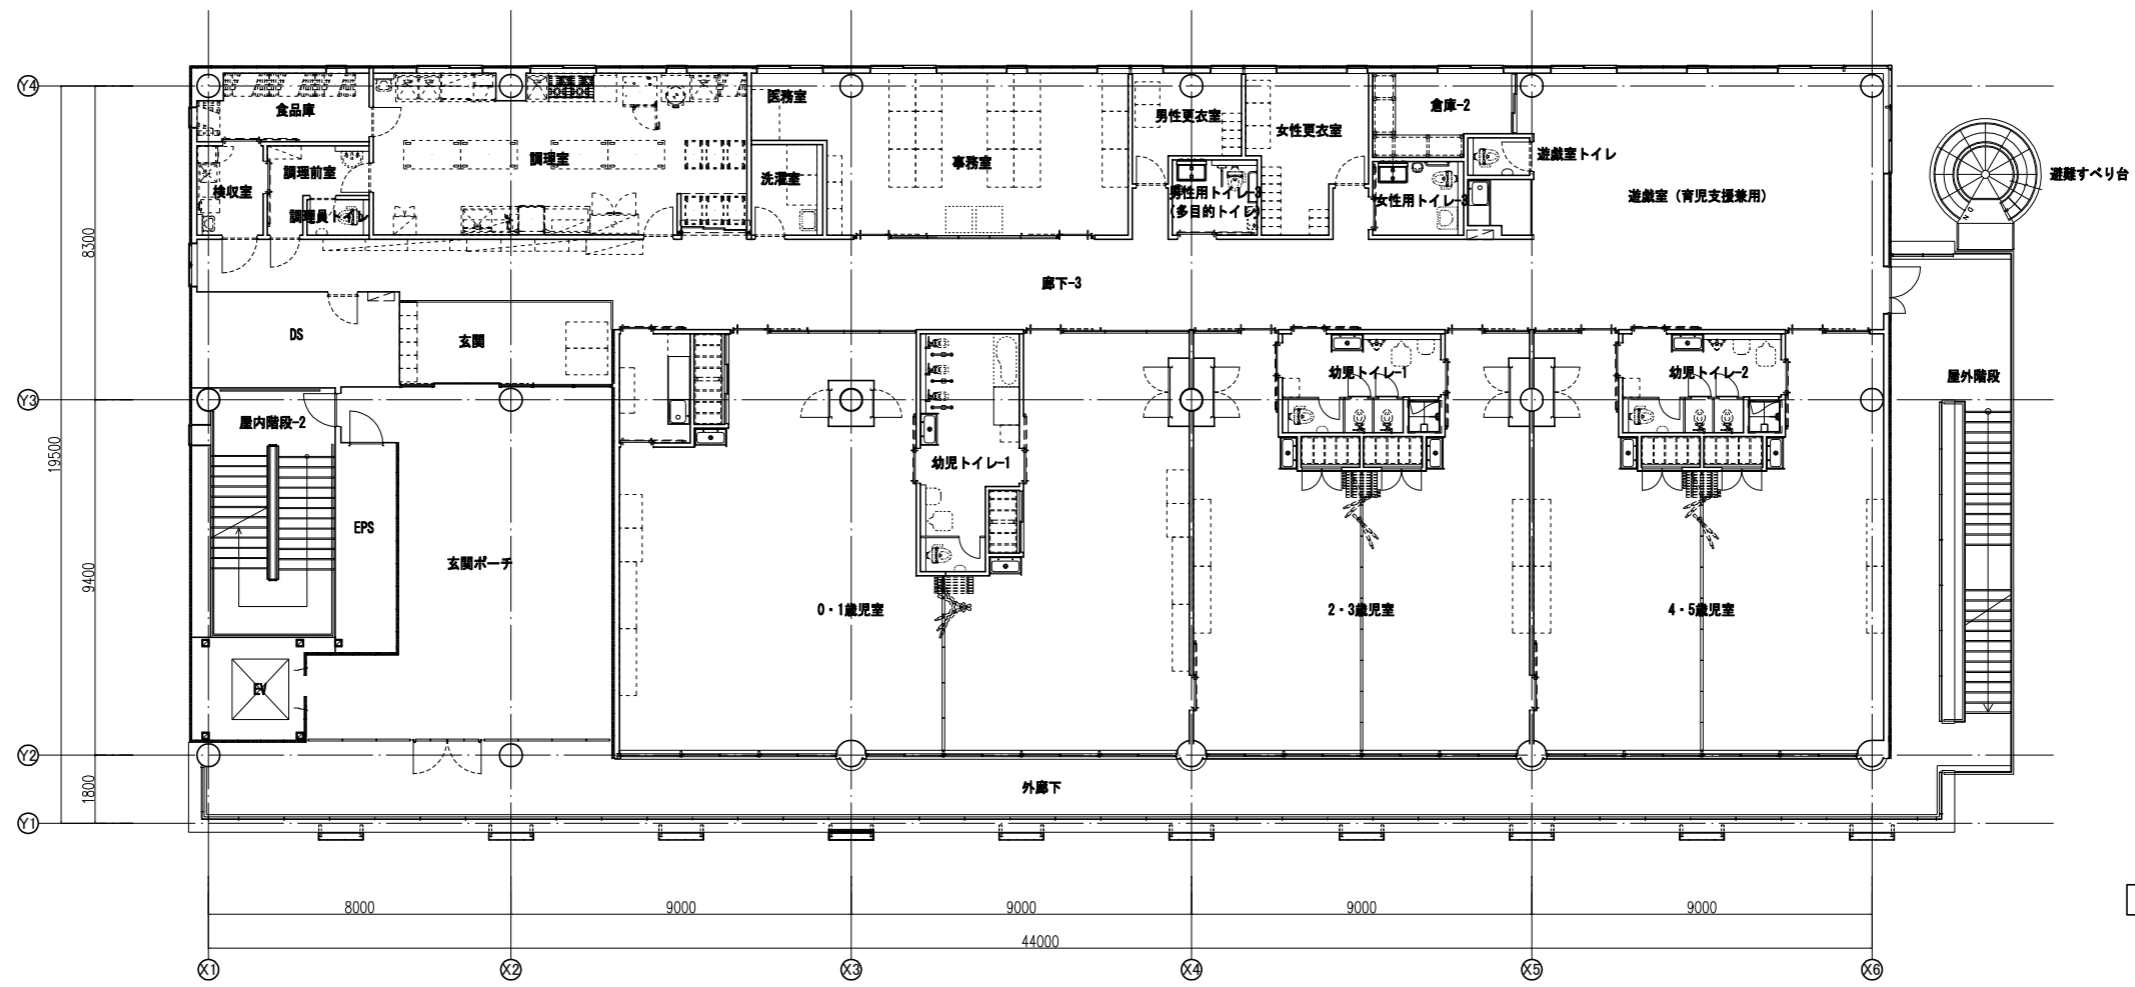 Y4
食品庫
医務室
倉庫-2
男性更衣室
女性更衣室
調理室
事務室
遊戯室トイレ
調理前室
洗濯室
避難すべり台
検収室
男性用トイレ-3
女性用トイレ-3
遊戯室（育児支援兼用）
調理員トイレ
(多目的トイレ)
DN
8300
廊下-3
DS
玄関
幼児トイレ-1
幼児トイレ-2
屋外階段
Y3
屋内階段-2
19500
幼児トイレ-1
EPS
玄関ポーチ
9400
0・1歳児室
2・3歳児室
4・5歳児室
EV
Y2
1800
外廊下
Y1
8000
9000
9000
9000
9000
44000
X1
X2
X3
X4
X5
X6